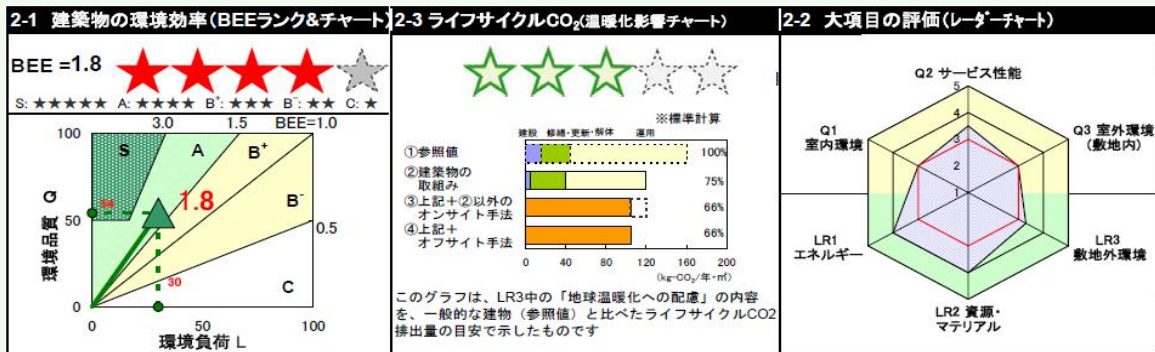 2-1 建築物の環境効率(BEEランク&チャート)
BEE =1.8
S: ★★★★★ A: ★★★★ B⁺: ★★★ B⁻: ★★ C: ★
3.0 1.5 BEE=1.0
100
S
A
B⁺
B⁻
C
1.8
54
50
0.5
30
0
環境品質 Q
0 50 100
環境負荷 L
2-3 ライフサイクルCO₂(温暖化影響チャート)
※標準計算
建設 修繕・更新・解体 運用
①参照値 100%
②建築物の取組み 75%
③上記+②以外の
オンサイト手法 66%
④上記+
オフサイト手法 66%
0 40 80 120 160 200
(kg-CO₂/年・㎡)
このグラフは、LR3中の「地球温暖化への配慮」の内容
を、一般的な建物(参照値)と比べたライフサイクルCO2
排出量の目安で示したものです
2-2 大項目の評価(レーダーチャート)
Q2 サービス性能
5
4
3
2
1
Q1
室内環境
Q3 室外環境
(敷地内)
LR1
エネルギー
LR3
敷地外環境
LR2 資源・
マテリアル